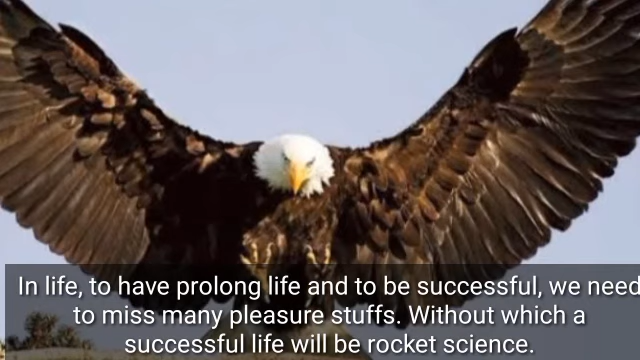 In life, to have prolong life and to be successful, we need
to miss many pleasure stuffs. Without which a
successful life will be rocket science.